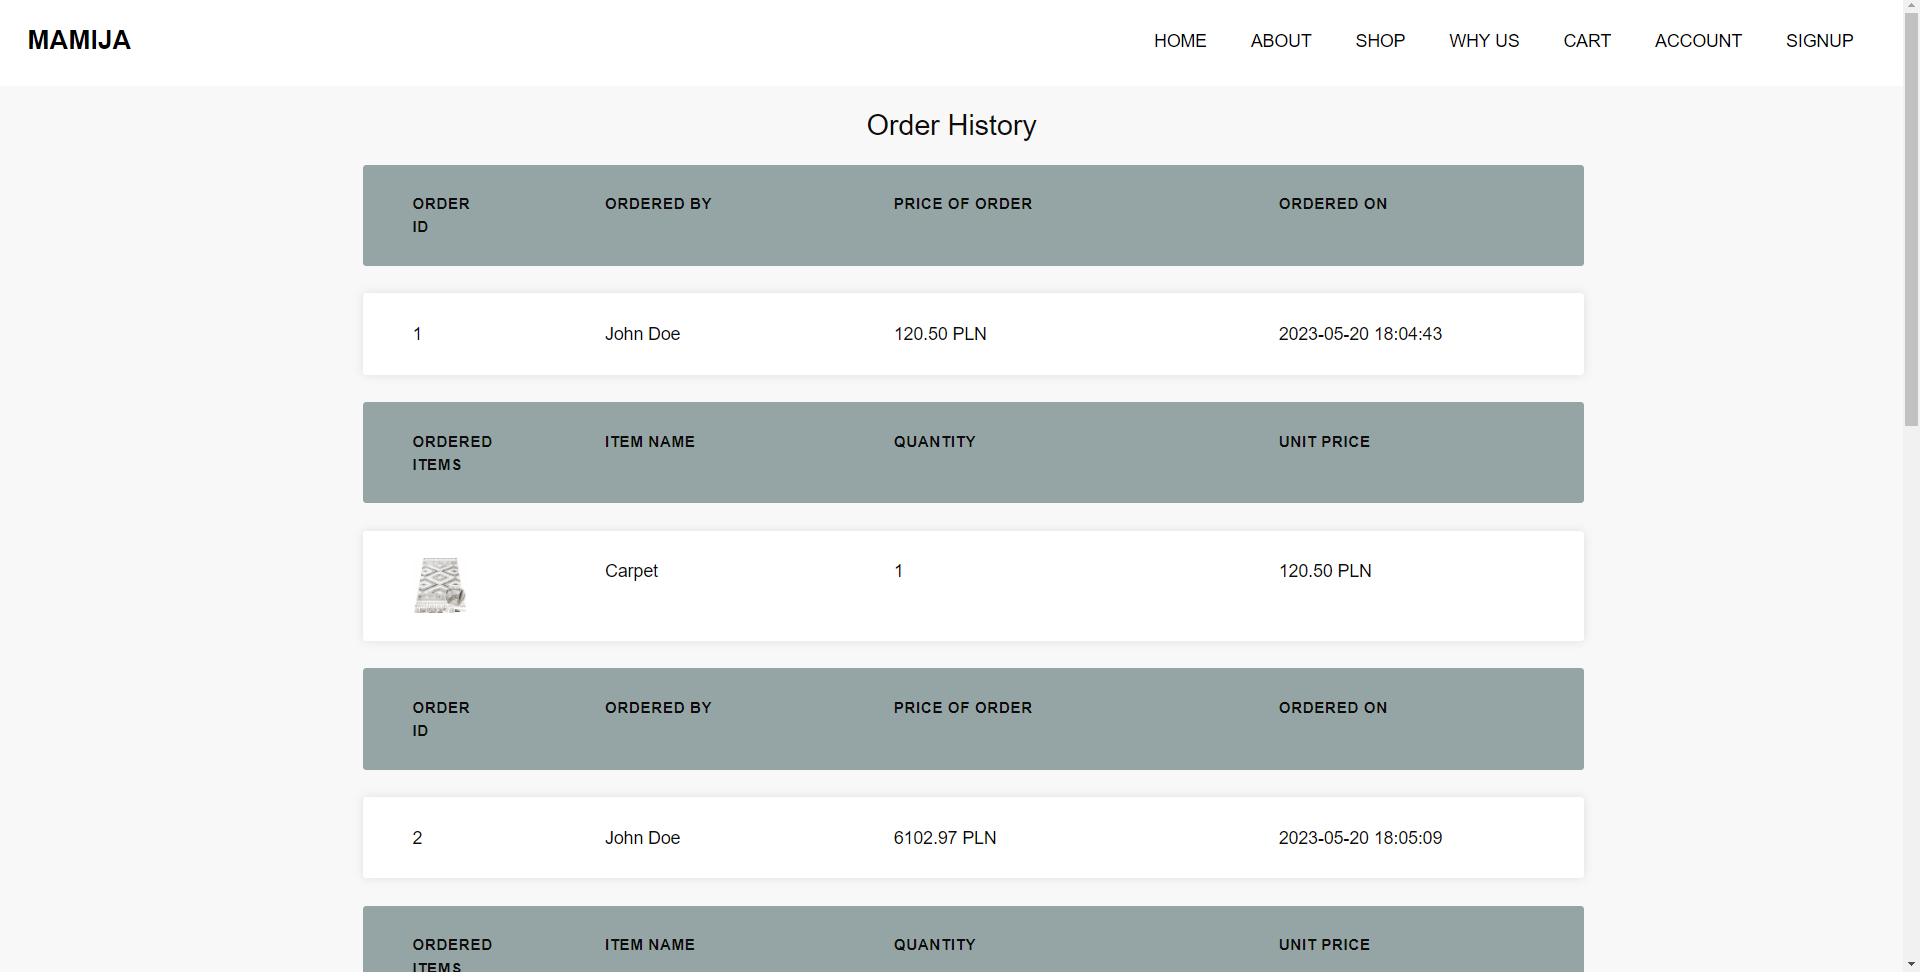 MAMIJA
HOME ABOUT SHOP WHY US CART ACCOUNT SIGNUP
Order History
ORDER ID ORDERED BY PRICE OF ORDER ORDERED ON
1 John Doe 120.50 PLN 2023-05-20 18:04:43
ORDERED ITEMS ITEM NAME QUANTITY UNIT PRICE
Carpet 1 120.50 PLN
ORDER ID ORDERED BY PRICE OF ORDER ORDERED ON
2 John Doe 6102.97 PLN 2023-05-20 18:05:09
ORDERED ITEMS ITEM NAME QUANTITY UNIT PRICE